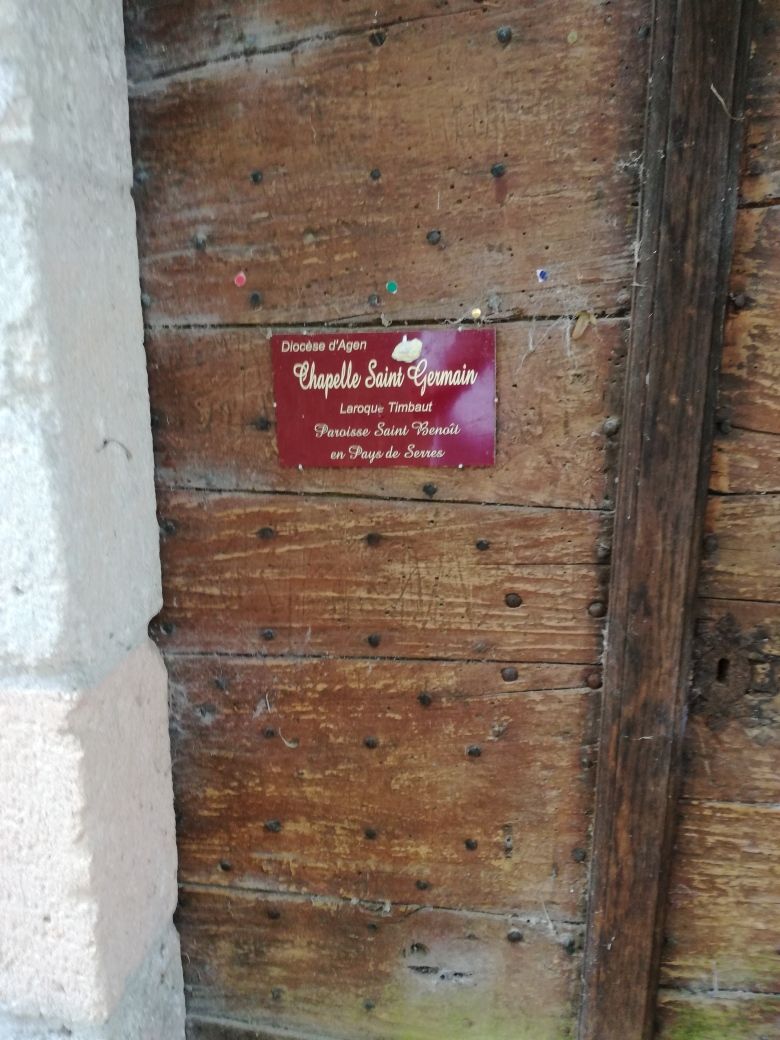 Diocèse d'Agen
Chapelle Saint Germain
Laroque Timbaut
Paroisse Saint Benoît
en Pays de Serres